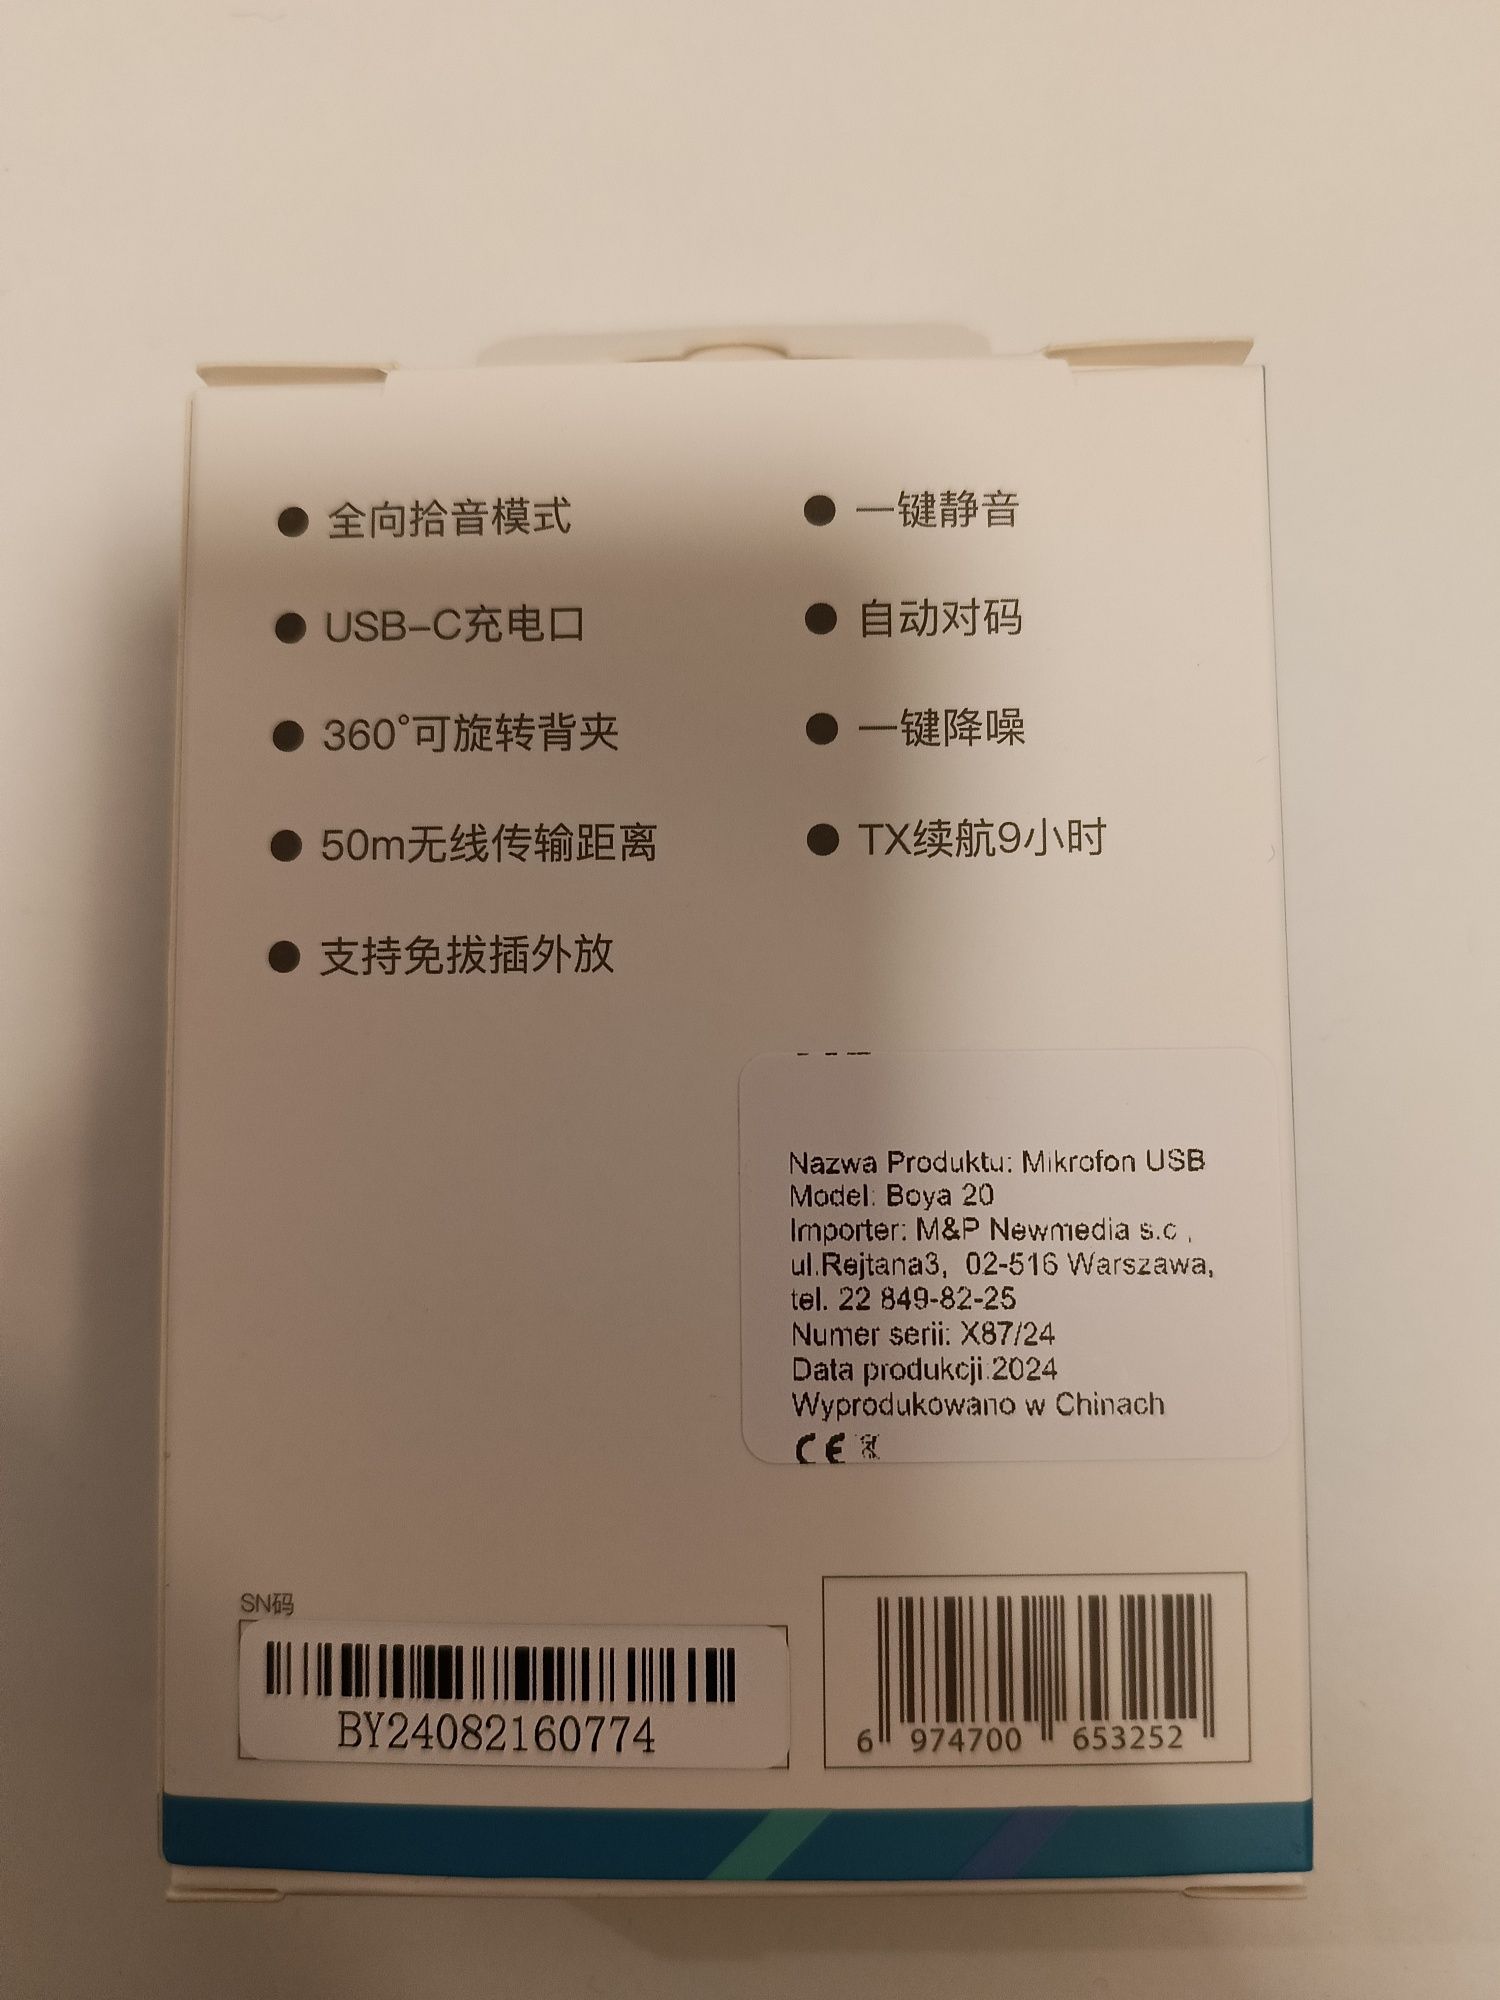 ● 全向拾音模式
● USB-C充电口
● 360°可旋转背夹
● 50m无线传输距离
● 支持免拔插外放
● 一键静音
● 自动对码
● 一键降噪
● TX续航9小时
Nazwa Produktu: Mikrofon USB
Model: Boya 20
Importer: M&P Newmedia s.c.,
ul.Rejtana3, 02-516 Warszawa,
tel. 22 849-82-25
Numer serii: X87/24
Data produkcji:2024
Wyprodukowano w Chinach
CE
SN码
BY24082160774
6 974700 653252